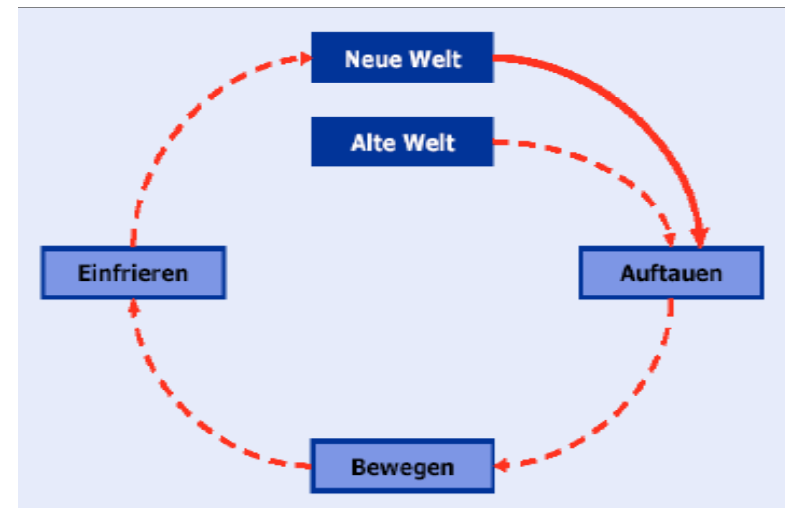 Neue Welt
Alte Welt
Einfrieren
Auftauen
Bewegen